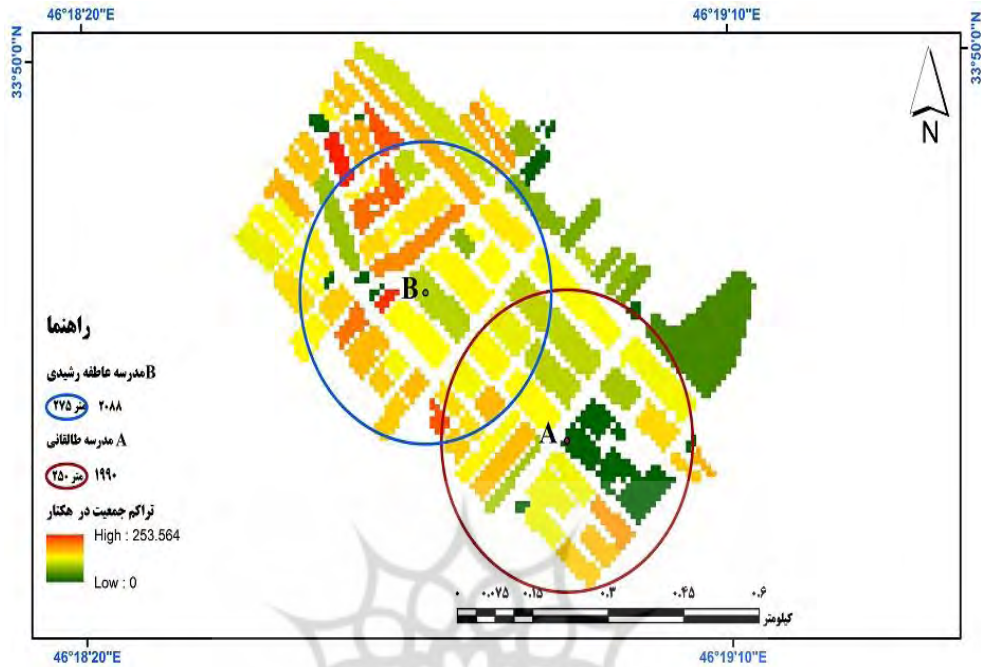 46°18'20"E 46°19'10"E
33°50'0"N 33°50'0"N
N
B
A
راهنما
Bمدرسه عاطفه رشیدی
۲۷۵ متر ۲۰۸۸
A مدرسه طالقانی
۲۵۰ متر ۱۹۹۰
تراکم جمعیت در هکتار
High : 253.564
Low : 0
۰ ۰.۰۷۵ ۰.۱۵ ۰.۳ ۰.۴۵ ۰.۶
کیلومتر
46°18'20"E 46°19'10"E